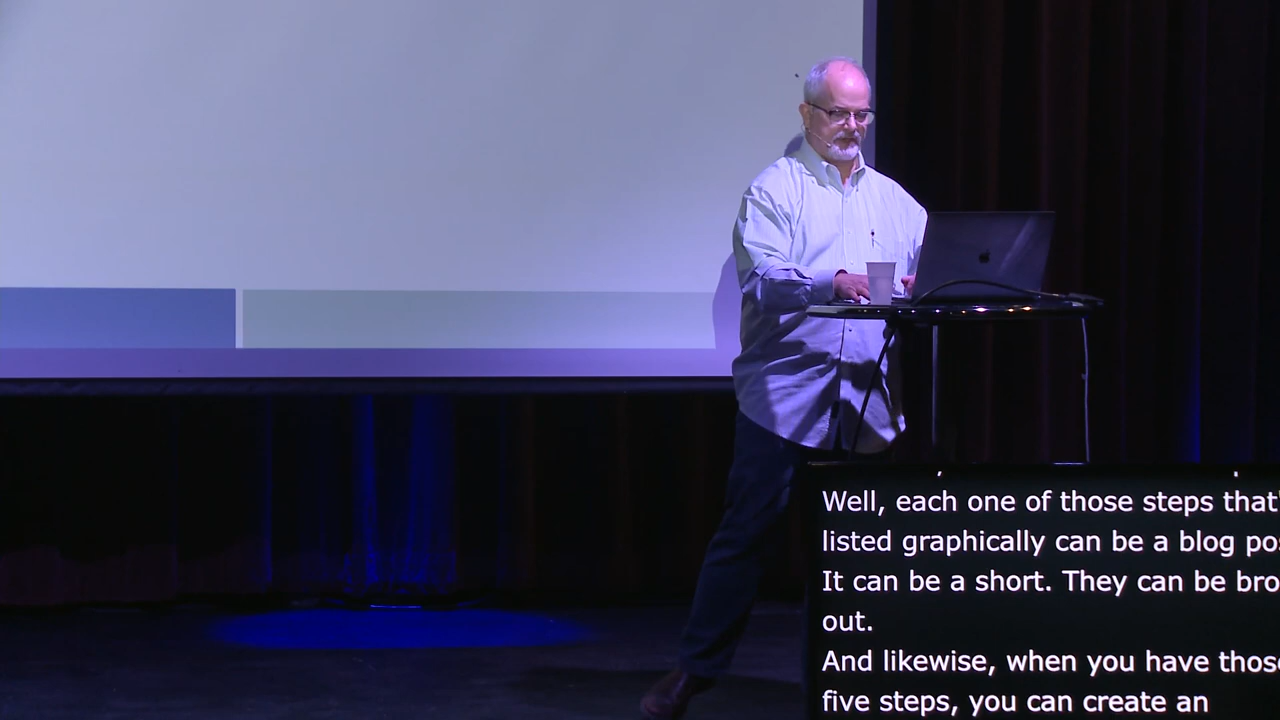 Well, each one of those steps that'
listed graphically can be a blog po
It can be a short. They can be bro
out.
And likewise, when you have those
five steps, you can create an